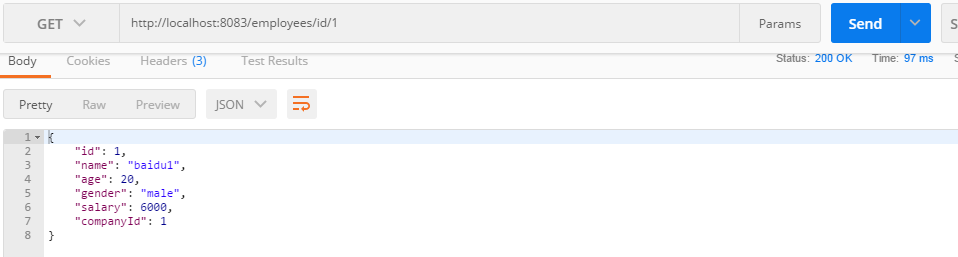 GET http://localhost:8083/employees/id/1 Params Send S
Body Cookies Headers (3) Test Results Status: 200 OK Time: 97 ms S
Pretty Raw Preview JSON
1 {
2 "id": 1,
3 "name": "baidu1",
4 "age": 20,
5 "gender": "male",
6 "salary": 6000,
7 "companyId": 1
8 }